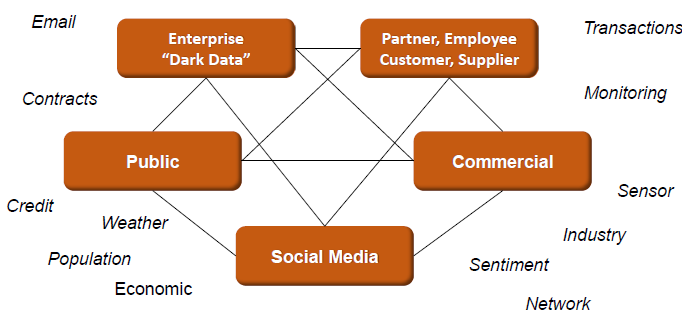 Email
Enterprise
“Dark Data”
Partner, Employee
Customer, Supplier
Transactions
Contracts
Monitoring
Public
Commercial
Credit
Weather
Sensor
Population
Economic
Social Media
Industry
Sentiment
Network